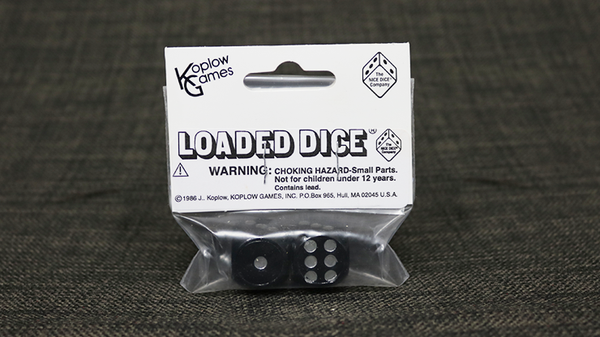 Koplow
Games
The
NICE DICE
Company
LOADED DICE
The
NICE DICE
Company
WARNING: CHOKING HAZARD-Small Parts.
Not for children under 12 years.
Contains lead.
©1986 J.. Koplow, KOPLOW GAMES, INC. P.O.Box 965, Hull, MA 02045 U.S.A.